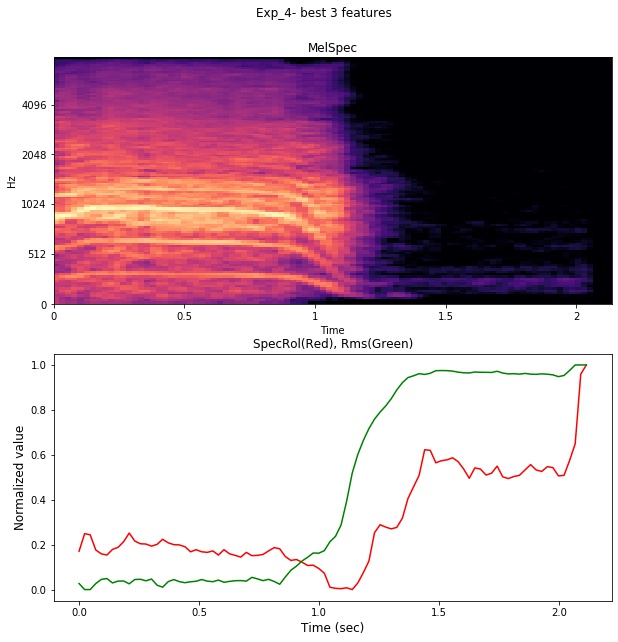 Exp_4- best 3 features
MelSpec
4096
2048
1024
512
0
Hz
0 0.5 1 1.5 2
Time
SpecRol(Red), Rms(Green)
1.0
0.8
0.6
0.4
0.2
0.0
Normalized value
0.0 0.5 1.0 1.5 2.0
Time (sec)